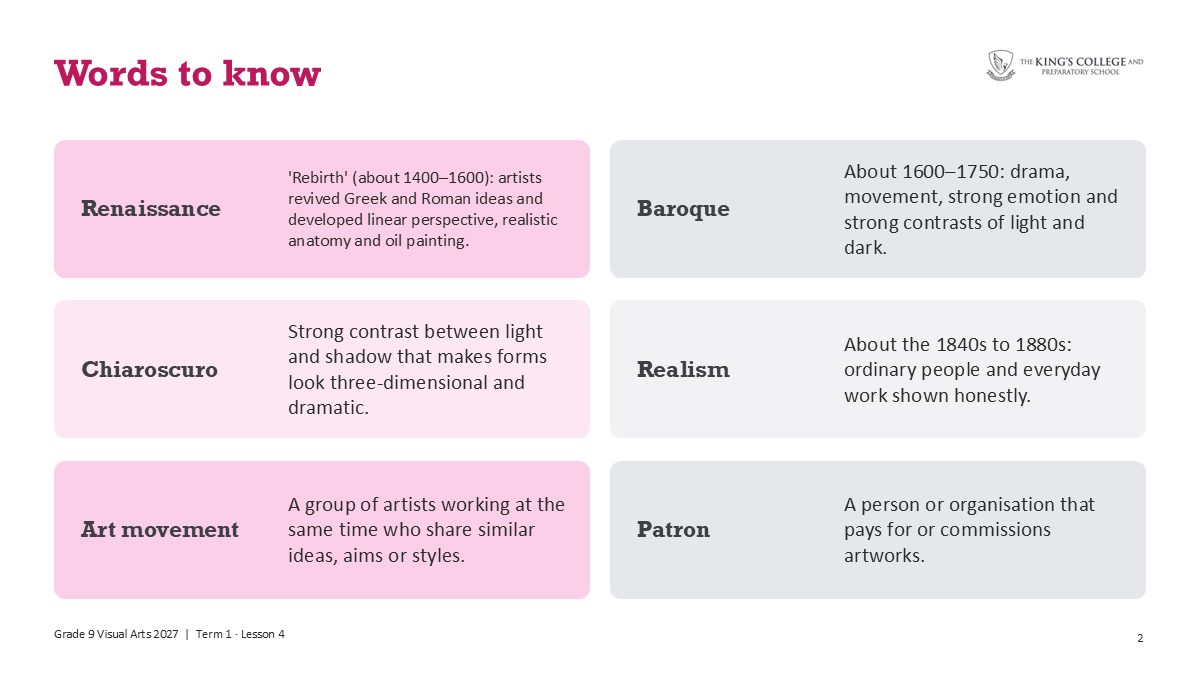 Words to know
THE KING'S COLLEGE AND
PREPARATORY SCHOOL
Renaissance
'Rebirth' (about 1400–1600): artists
revived Greek and Roman ideas and
developed linear perspective, realistic
anatomy and oil painting.
Baroque
About 1600–1750: drama,
movement, strong emotion and
strong contrasts of light and
dark.
Chiaroscuro
Strong contrast between light
and shadow that makes forms
look three-dimensional and
dramatic.
Realism
About the 1840s to 1880s:
ordinary people and everyday
work shown honestly.
Art movement
A group of artists working at the
same time who share similar
ideas, aims or styles.
Patron
A person or organisation that
pays for or commissions
artworks.
Grade 9 Visual Arts 2027 | Term 1 · Lesson 4
2